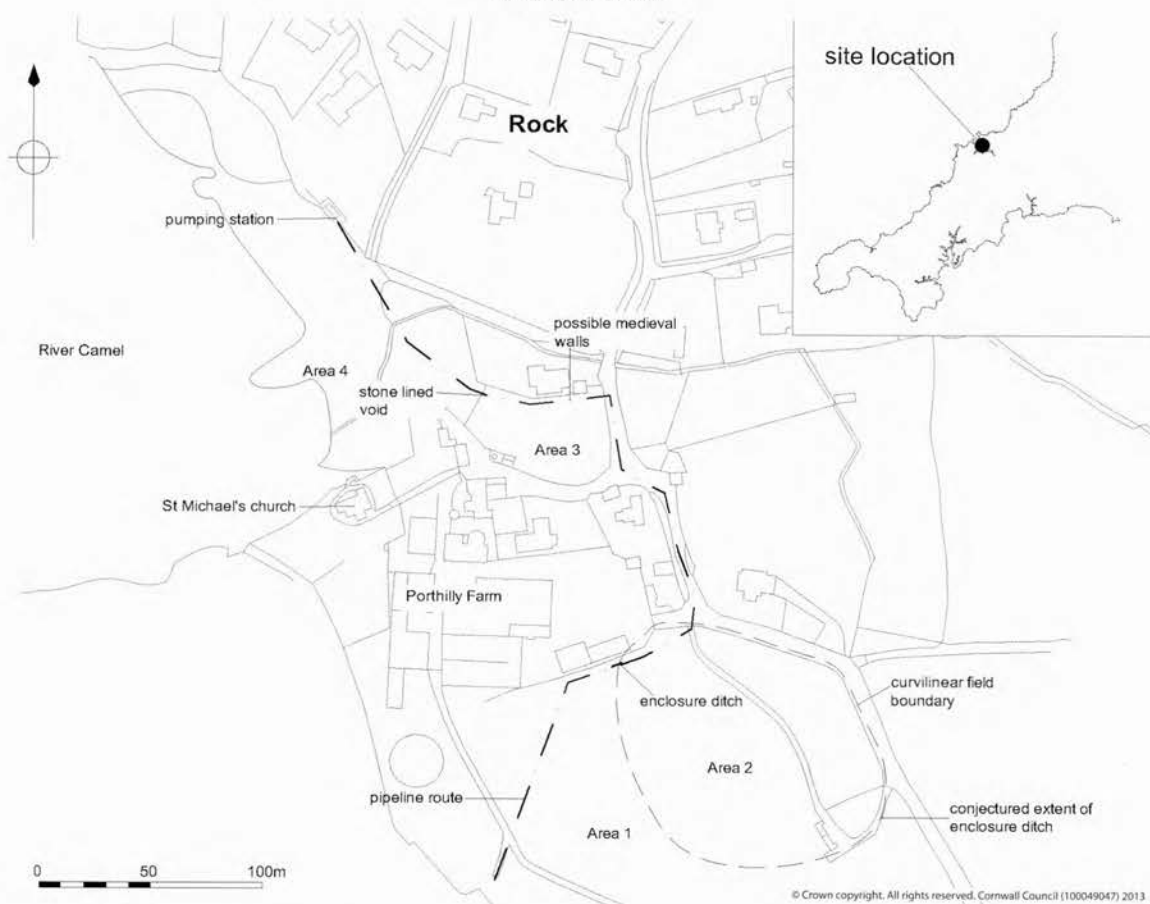 site location
Rock
pumping station
River Camel
possible medieval
walls
Area 4
stone lined
void
Area 3
St Michael's church
Porthilly Farm
enclosure ditch
curvilinear field
boundary
Area 2
pipeline route
Area 1
conjectured extent of
enclosure ditch
0 50 100m
© Crown copyright. All rights reserved. Cornwall Council (100049047) 2013